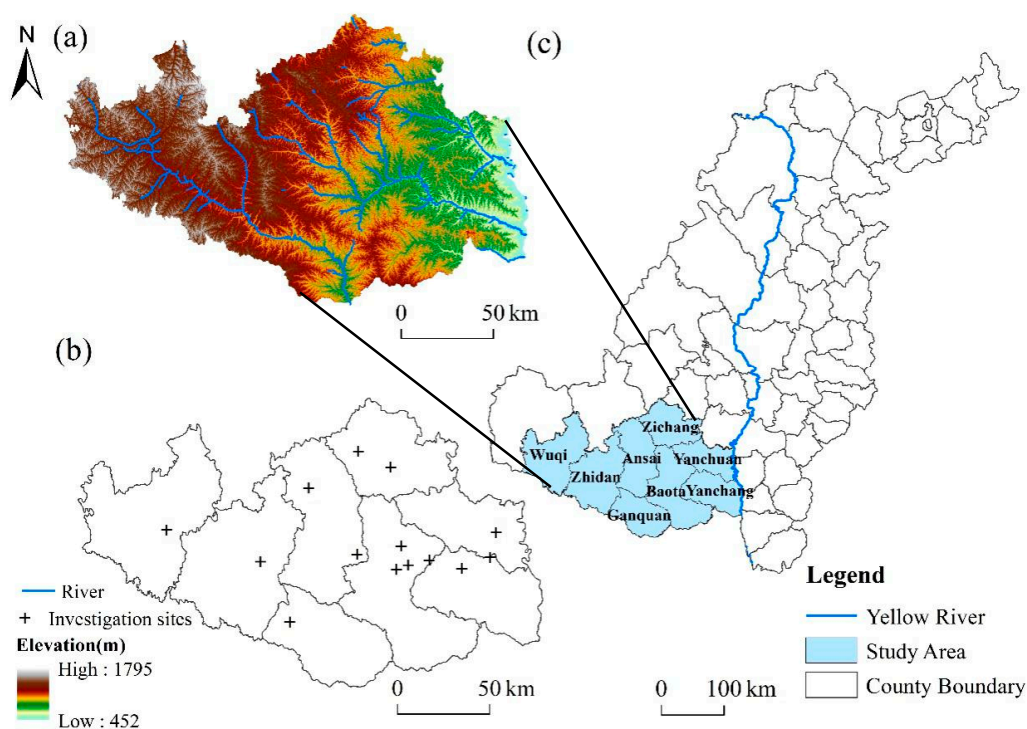 N
(a)
(c)
0 50 km
(b)
Zichang
Wuqi
Ansai
Yanchuan
Zhidan
Baota
Yanchang
Ganquan
River
Investigation sites
Elevation(m)
High : 1795
Low : 452
0 50 km
0 100 km
Legend
Yellow River
Study Area
County Boundary